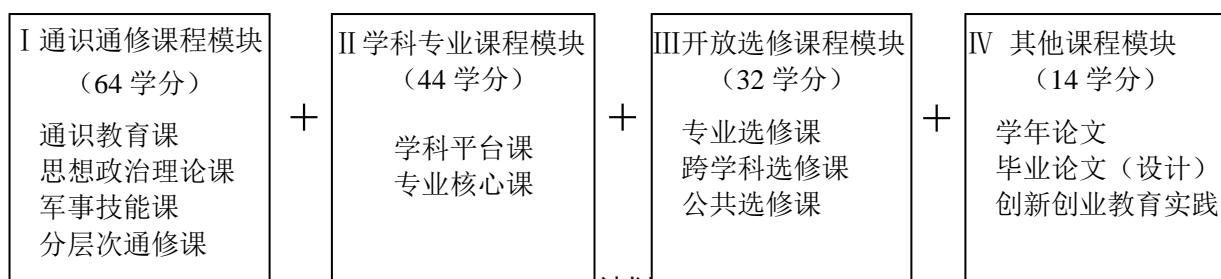 Ⅰ通识通修课程模块
（64 学分）
通识教育课
思想政治理论课
军事技能课
分层次通修课
＋
Ⅱ学科专业课程模块
（44 学分）
学科平台课
专业核心课
＋
Ⅲ开放选修课程模块
（32 学分）
专业选修课
跨学科选修课
公共选修课
＋
Ⅳ 其他课程模块
（14 学分）
学年论文
毕业论文（设计）
创新创业教育实践